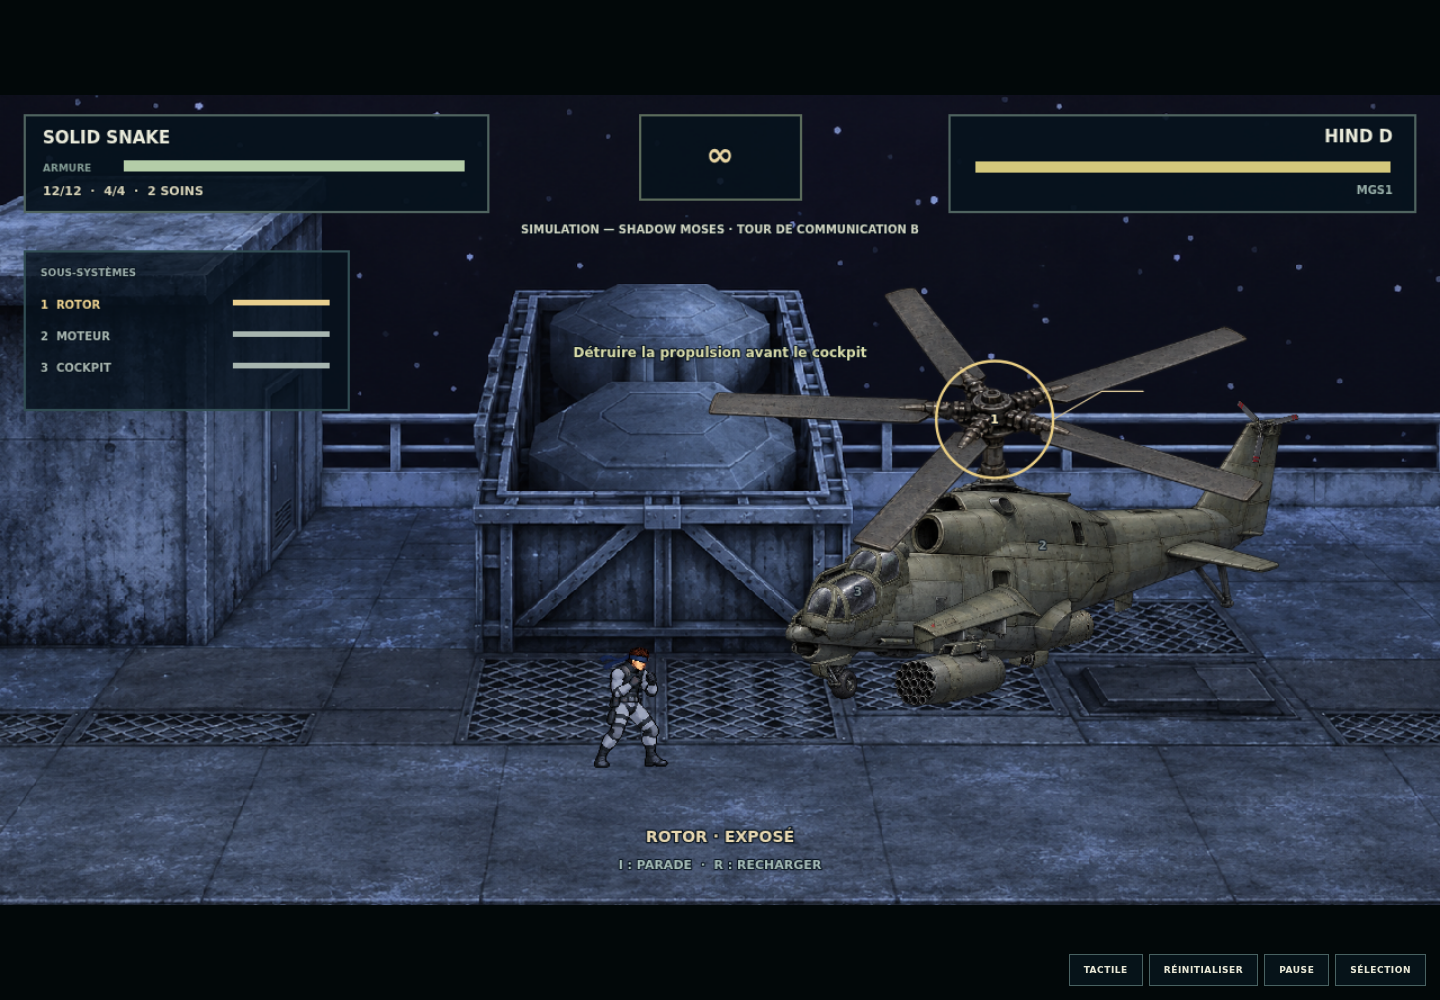 SOLID SNAKE
ARMURE
12/12 · 4/4 · 2 SOINS
∞
HIND D
MGS1
SIMULATION — SHADOW MOSES · TOUR DE COMMUNICATION B
SOUS-SYSTÈMES
1 ROTOR
2 MOTEUR
3 COCKPIT
Détruire la propulsion avant le cockpit
1
2
3
ROTOR · EXPOSÉ
I : PARADE · R : RECHARGER
TACTILE
RÉINITIALISER
PAUSE
SÉLECTION